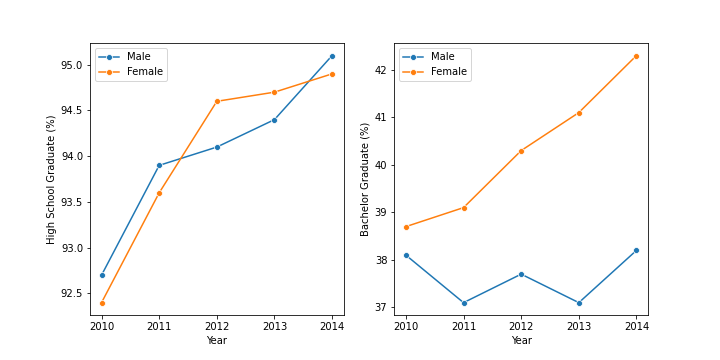 Male
Female
High School Graduate (%)
95.0
94.5
94.0
93.5
93.0
92.5
2010 2011 2012 2013 2014
Year
Male
Female
Bachelor Graduate (%)
42
41
40
39
38
37
2010 2011 2012 2013 2014
Year